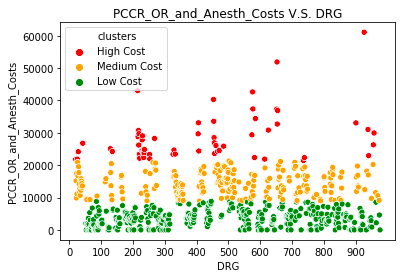 PCCR_OR_and_Anesth_Costs V.S. DRG
clusters
High Cost
Medium Cost
Low Cost
60000
50000
40000
30000
20000
10000
0
PCCR_OR_and_Anesth_Costs
0 100 200 300 400 500 600 700 800 900
DRG